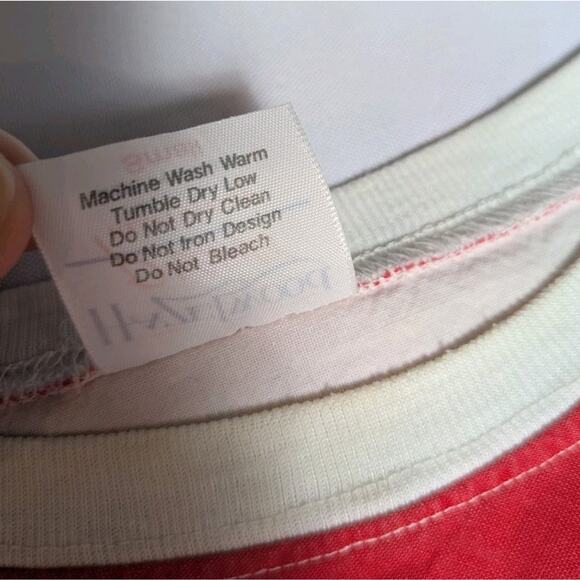 Machine Wash Warm
Tumble Dry Low
Do Not Dry Clean
Do Not Iron Design
Do Not Bleach